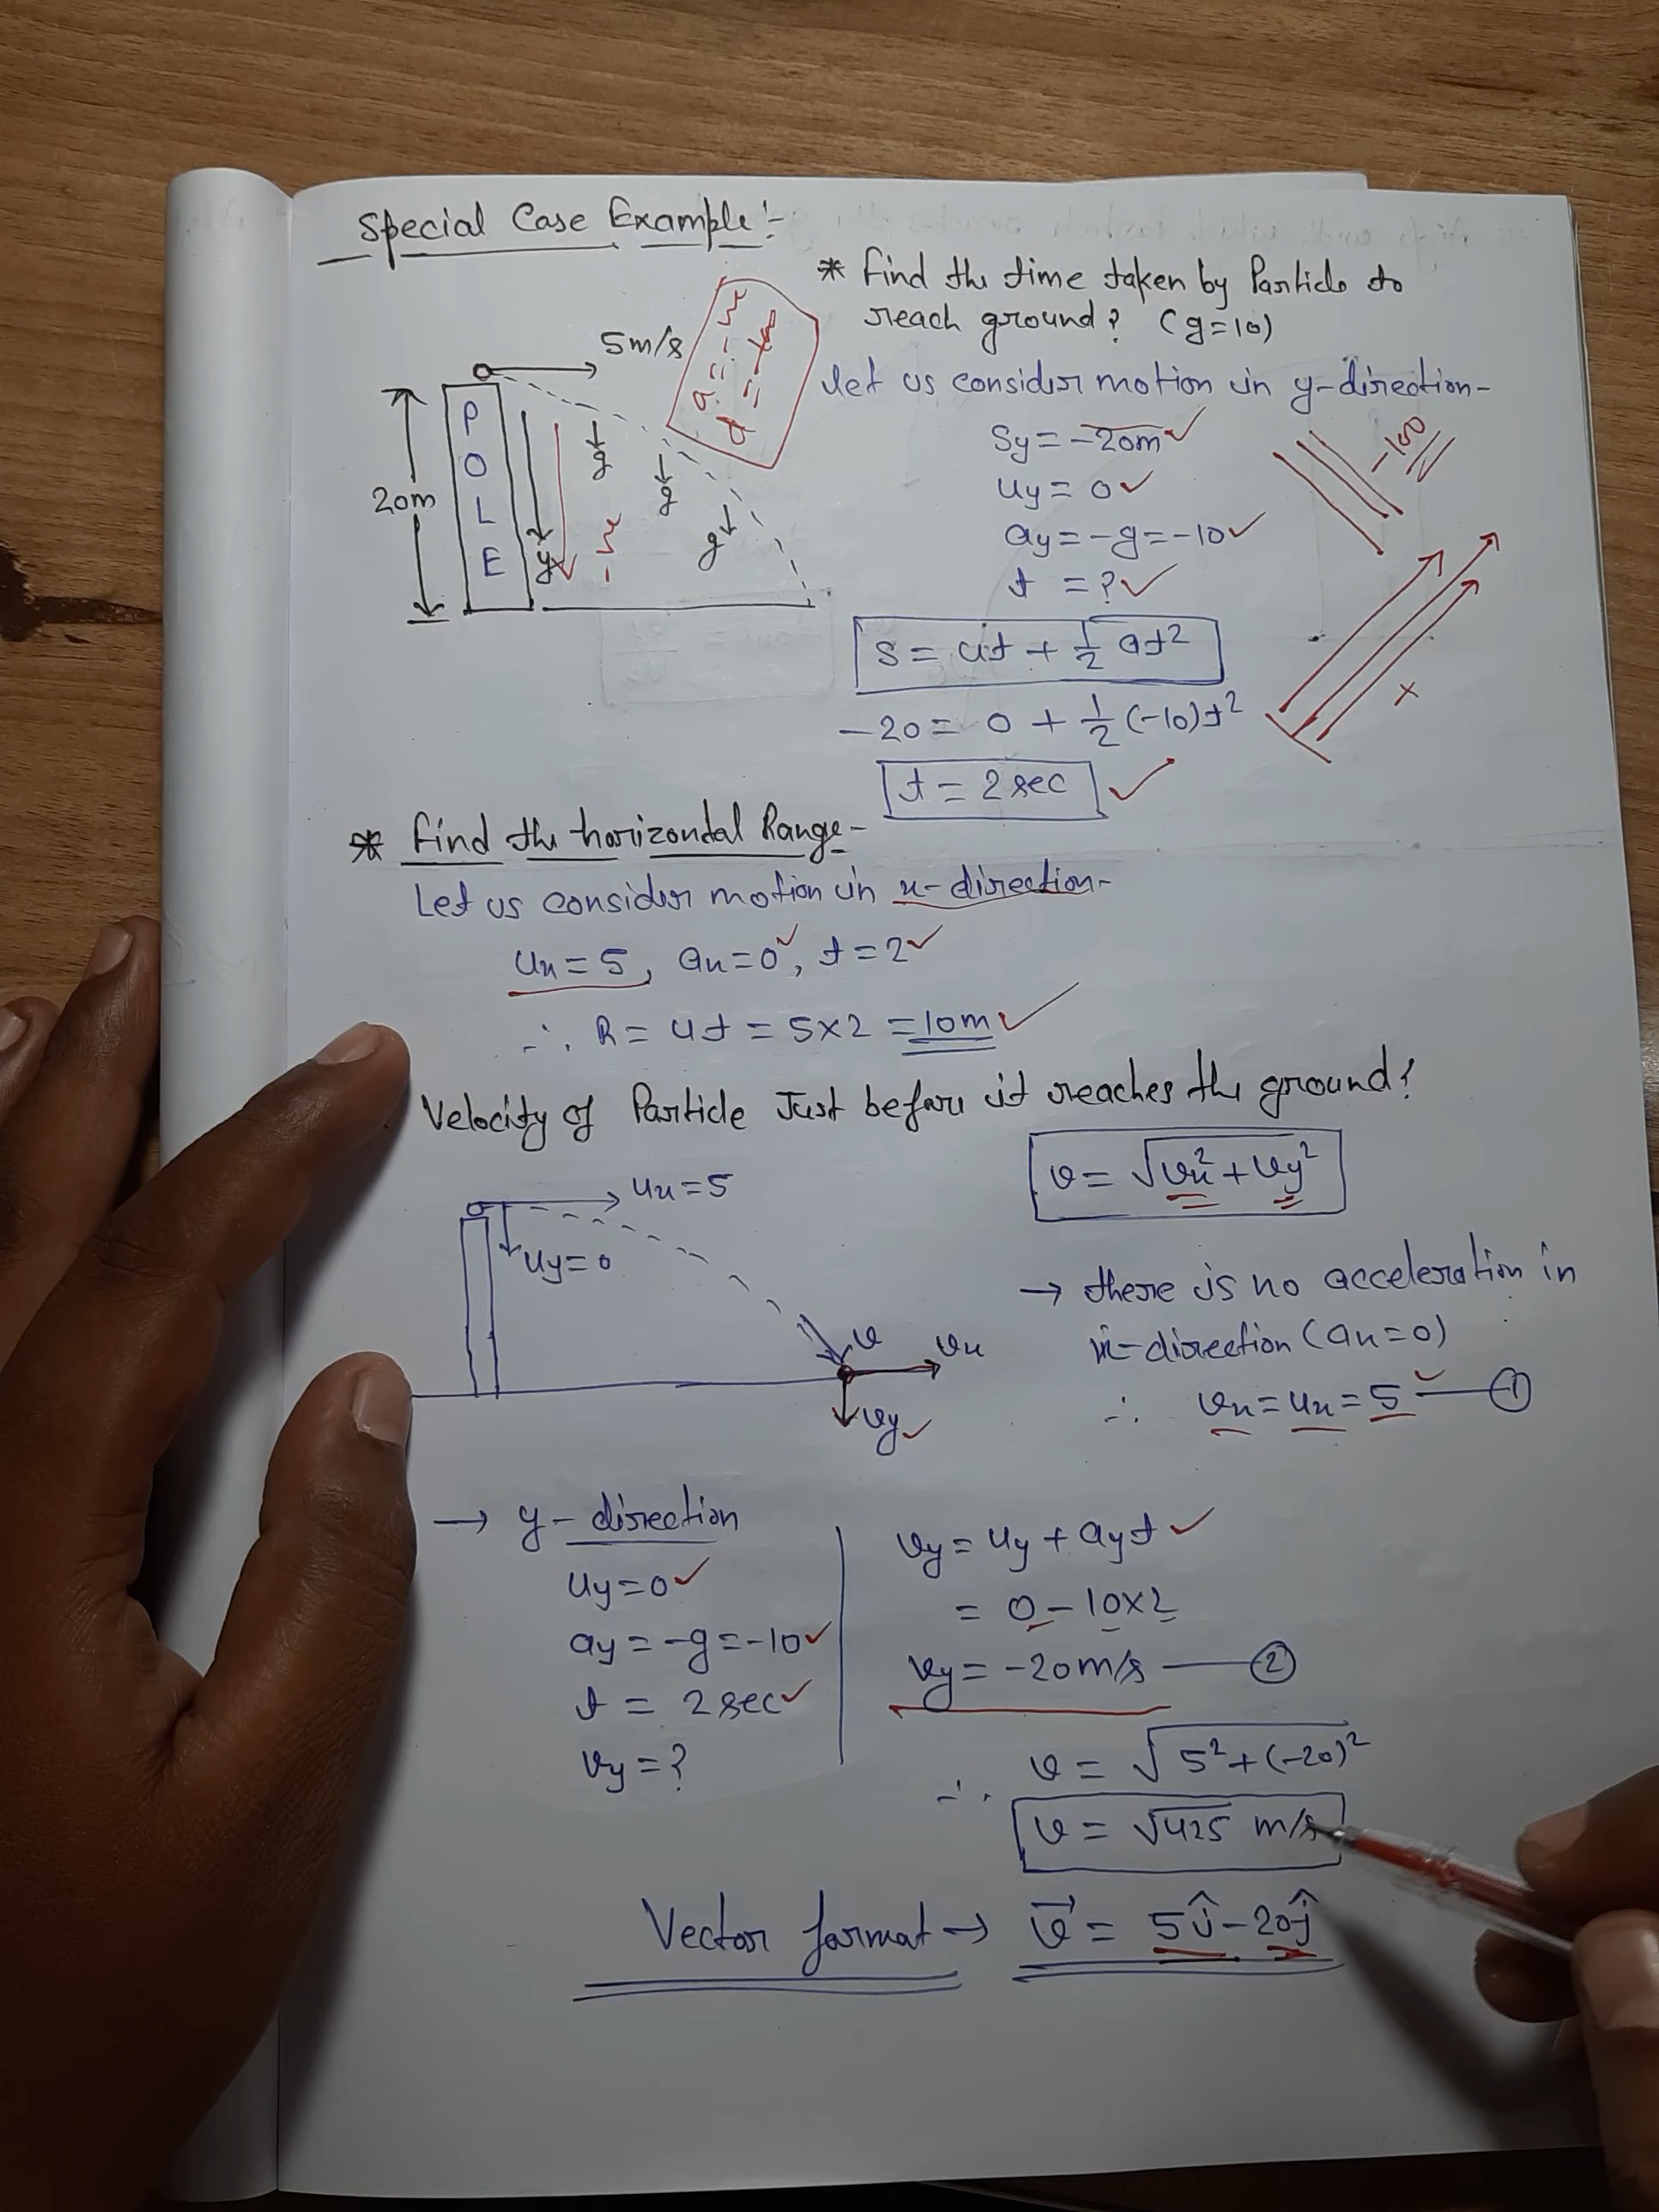 Special Case Example:-
* Find the time taken by Particle to
reach ground? (g=10)
5m/s
Let us consider motion in y-direction-
POLE
20m
g
g
g
y
Sy = -20m
-150
uy = 0
ay = -g = -10
t = ?
S = ut + 1/2 at²
-20 = 0 + 1/2 (-10)t²
t = 2 sec
* Find the horizontal Range-
Let us consider motion in x-direction-
ux = 5, ax = 0, t = 2
∴ R = ut = 5×2 = 10m
Velocity of Particle Just before it reaches the ground?
v = √vx² + vy²
ux = 5
uy = 0
v
vx
vy
→ there is no acceleration in
x-direction (ax = 0)
∴ vx = ux = 5 — ①
→ y-direction
uy = 0
ay = -g = -10
t = 2 sec
vy = ?
vy = uy + ayt
= 0 - 10×2
vy = -20m/s — ②
∴ v = √5² + (-20)²
v = √425 m/s
Vector format → v⃗ = 5î - 20ĵ